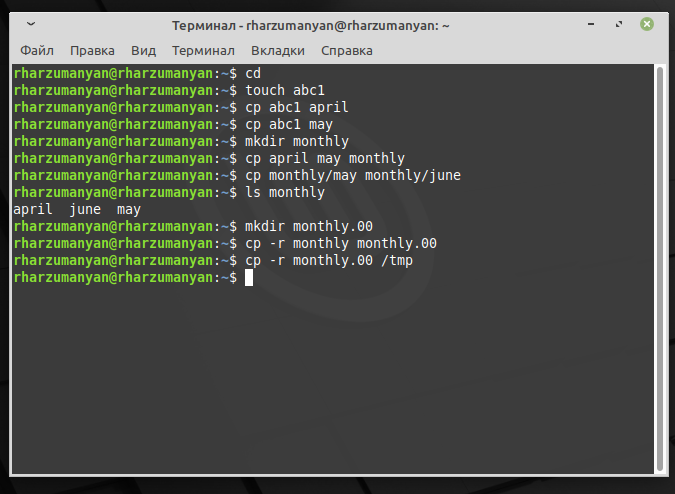 Терминал - rharzumanyan@rharzumanyan: ~
Файл Правка Вид Терминал Вкладки Справка
rharzumanyan@rharzumanyan:~$ cd
rharzumanyan@rharzumanyan:~$ touch abc1
rharzumanyan@rharzumanyan:~$ cp abc1 april
rharzumanyan@rharzumanyan:~$ cp abc1 may
rharzumanyan@rharzumanyan:~$ mkdir monthly
rharzumanyan@rharzumanyan:~$ cp april may monthly
rharzumanyan@rharzumanyan:~$ cp monthly/may monthly/june
rharzumanyan@rharzumanyan:~$ ls monthly
april  june  may
rharzumanyan@rharzumanyan:~$ mkdir monthly.00
rharzumanyan@rharzumanyan:~$ cp -r monthly monthly.00
rharzumanyan@rharzumanyan:~$ cp -r monthly.00 /tmp
rharzumanyan@rharzumanyan:~$